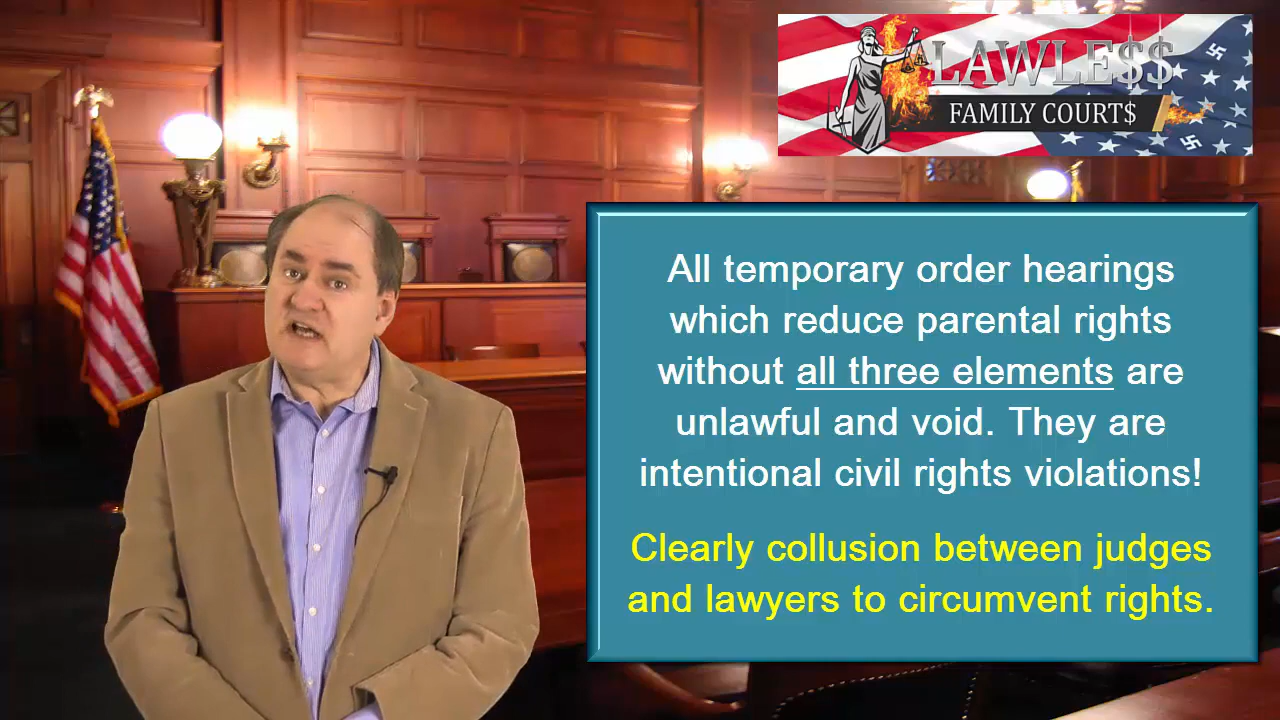 LAWLE$$
FAMILY COURT$
All temporary order hearings
which reduce parental rights
without all three elements are
unlawful and void. They are
intentional civil rights violations!
Clearly collusion between judges
and lawyers to circumvent rights.